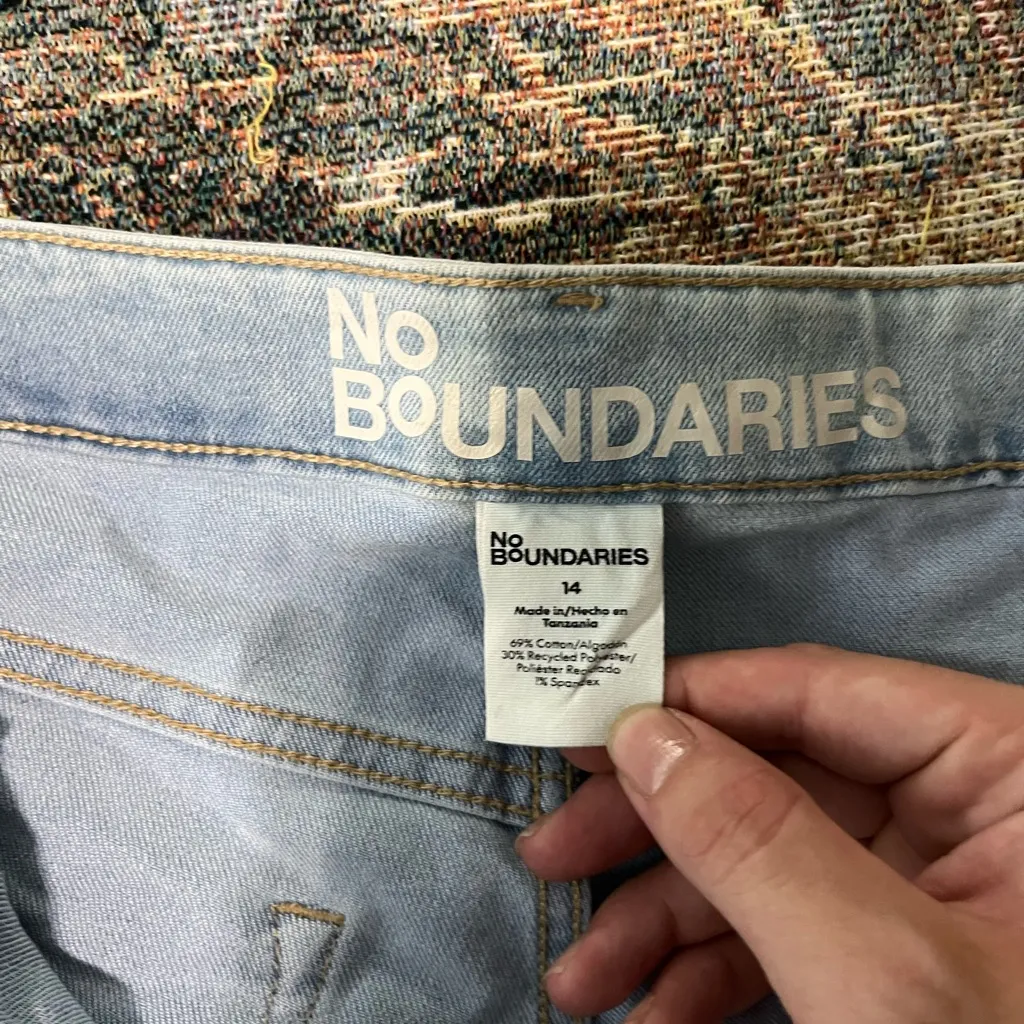 No
BoUNDARIES
No
BoUNDARIES
14
Made in/Hecho en
Tanzania
69% Cotton/Algodón
30% Recycled Polyester/
Poliéster Reciclado
1% Spandex